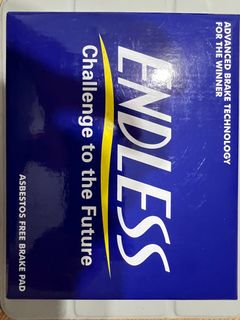 ADVANCED BRAKE TECHNOLOGY
FOR THE WINNER
ENDLESS
Challenge to the Future
ASBESTOS FREE BRAKE PAD